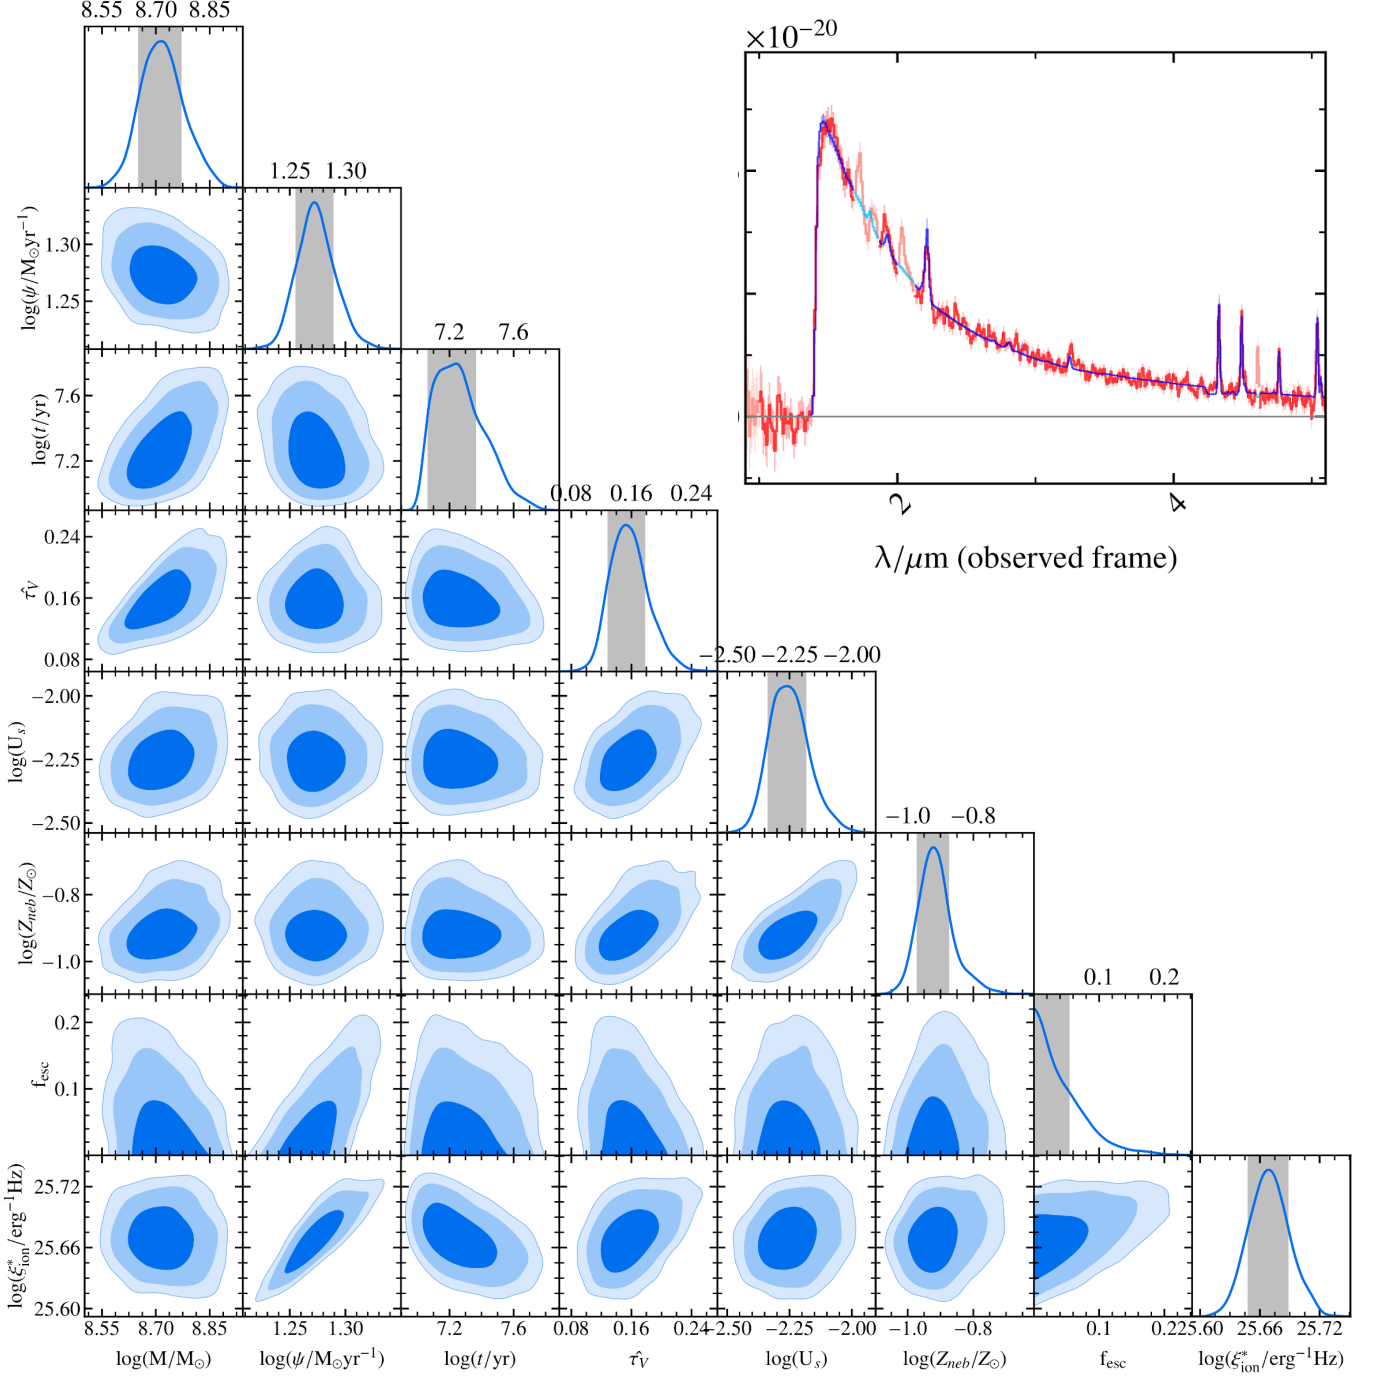 8.55 8.70 8.85
×10⁻²⁰
1.25 1.30
log(ψ/M⊙yr⁻¹)
1.30
1.25
7.2 7.6
log(t/yr)
7.6
7.2
0.08 0.16 0.24
2 4
λ/μm (observed frame)
τ̂_V
0.24
0.16
0.08
−2.50 −2.25 −2.00
log(U_s)
−2.00
−2.25
−2.50
−1.0 −0.8
log(Z_neb/Z⊙)
−0.8
−1.0
0.1 0.2
f_esc
0.2
0.1
log(ξ*_ion/erg⁻¹Hz)
25.72
25.66
25.60
8.55 8.70 8.85 1.25 1.30 7.2 7.6 0.08 0.16 0.24 −2.50 −2.25 −2.00 −1.0 −0.8 0.1 0.2 25.60 25.66 25.72
log(M/M⊙) log(ψ/M⊙yr⁻¹) log(t/yr) τ̂_V log(U_s) log(Z_neb/Z⊙) f_esc log(ξ*_ion/erg⁻¹Hz)